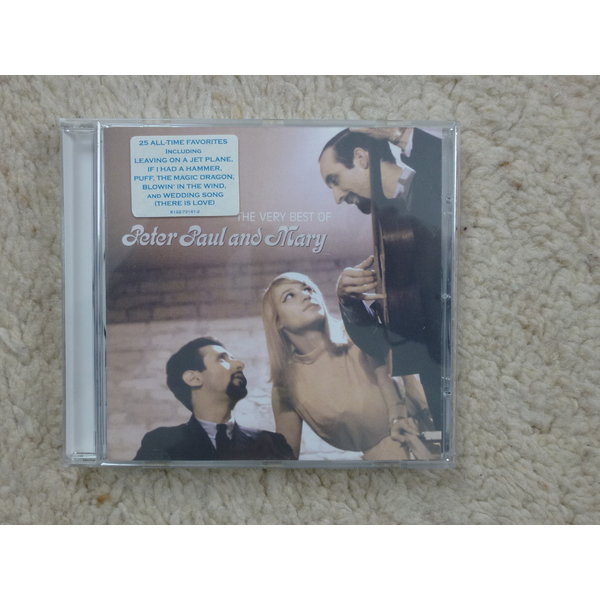 25 ALL-TIME FAVORITES
INCLUDING
LEAVING ON A JET PLANE,
IF I HAD A HAMMER,
PUFF, THE MAGIC DRAGON,
BLOWIN' IN THE WIND,
AND WEDDING SONG
(THERE IS LOVE)
THE VERY BEST OF
Peter Paul and Mary